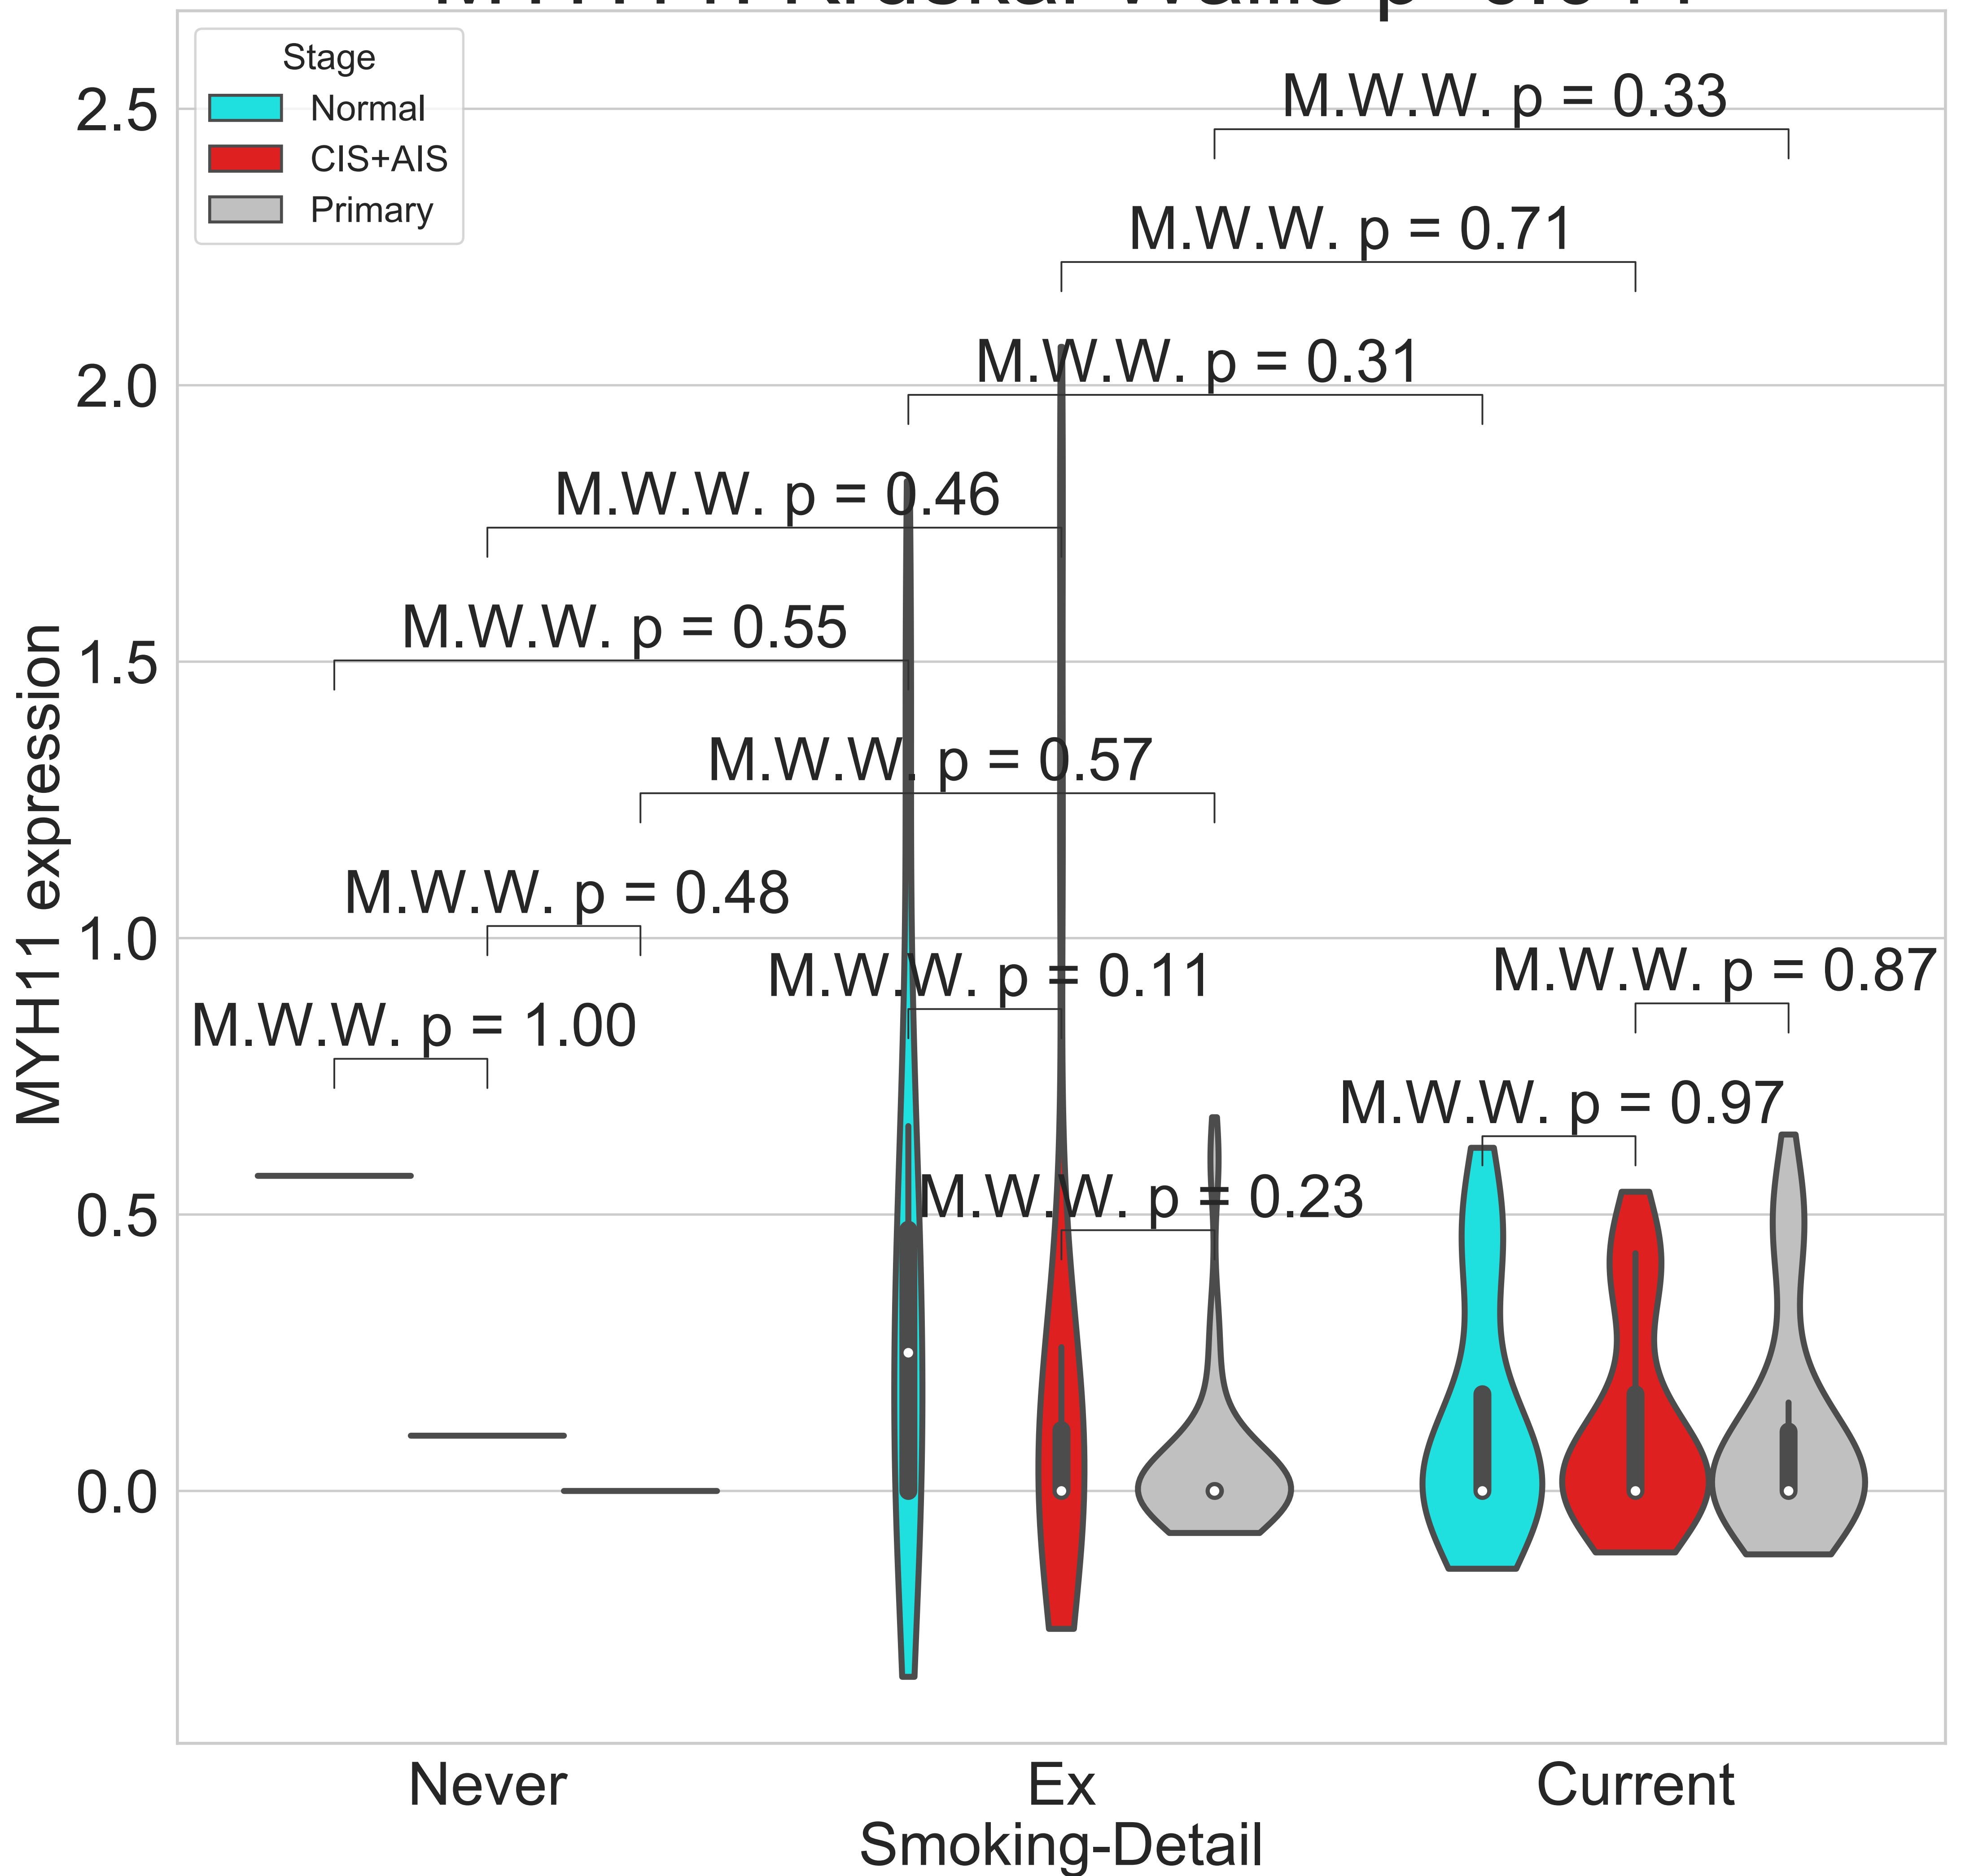 Stage
Normal
CIS+AIS
Primary
2.5
2.0
1.5
1.0
0.5
0.0
MYH11 expression
M.W.W. p = 0.33
M.W.W. p = 0.71
M.W.W. p = 0.31
M.W.W. p = 0.46
M.W.W. p = 0.55
M.W.W. p = 0.57
M.W.W. p = 0.48
M.W.W. p = 0.11
M.W.W. p = 0.87
M.W.W. p = 1.00
M.W.W. p = 0.97
M.W.W. p = 0.23
Never
Ex
Current
Smoking-Detail